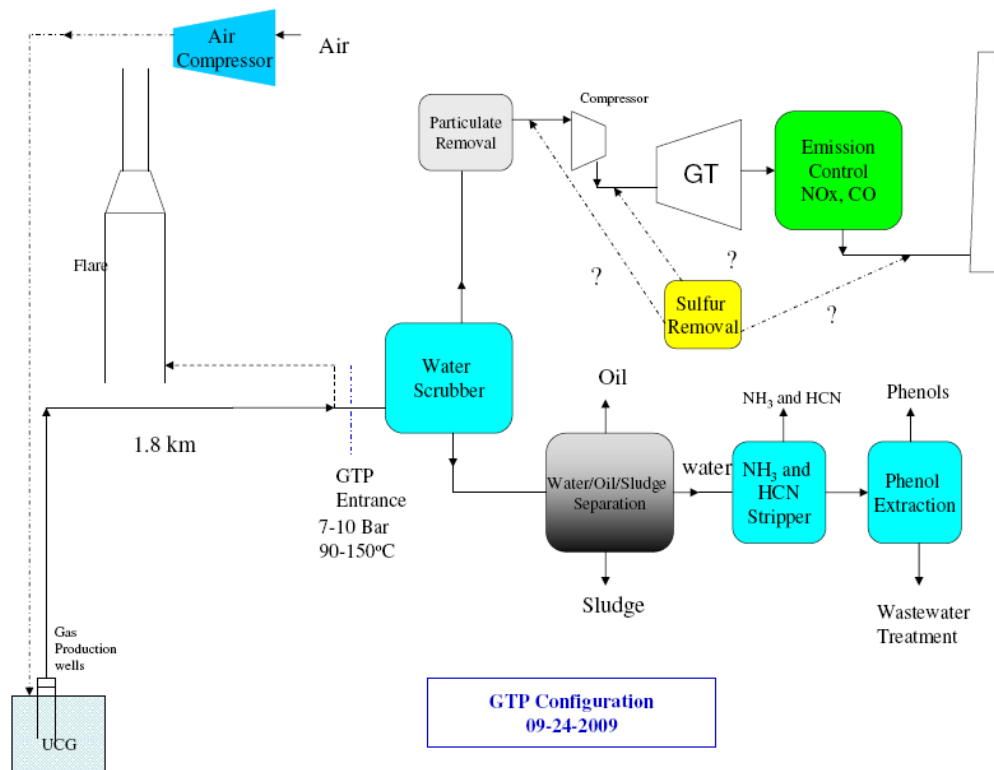 Air
Compressor
Air
Compressor
Particulate
Removal
GT
Emission
Control
NOx, CO
Flare
?
?
?
Sulfur
Removal
Water
Scrubber
1.8 km
GTP
Entrance
7-10 Bar
90-150°C
Oil
Water/Oil/Sludge
Separation
Sludge
water
NH₃ and HCN
NH₃ and
HCN
Stripper
Phenols
Phenol
Extraction
Wastewater
Treatment
Gas
Production
wells
UCG
GTP Configuration
09-24-2009